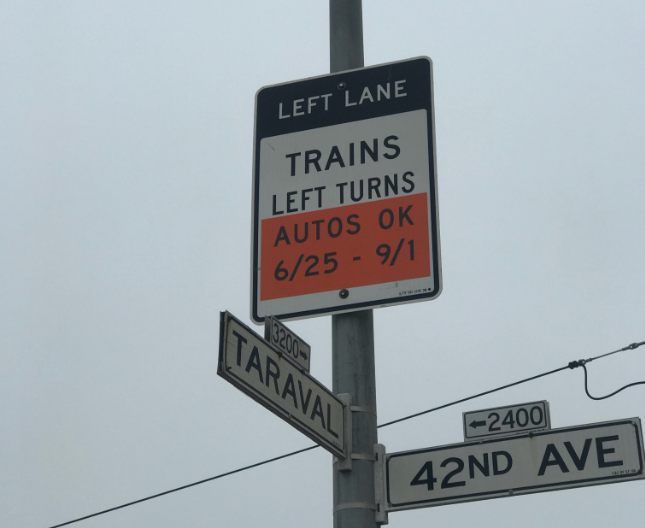 LEFT LANE
TRAINS
LEFT TURNS
AUTOS OK
6/25 - 9/1
3200→
TARAVAL
←2400
42ND AVE